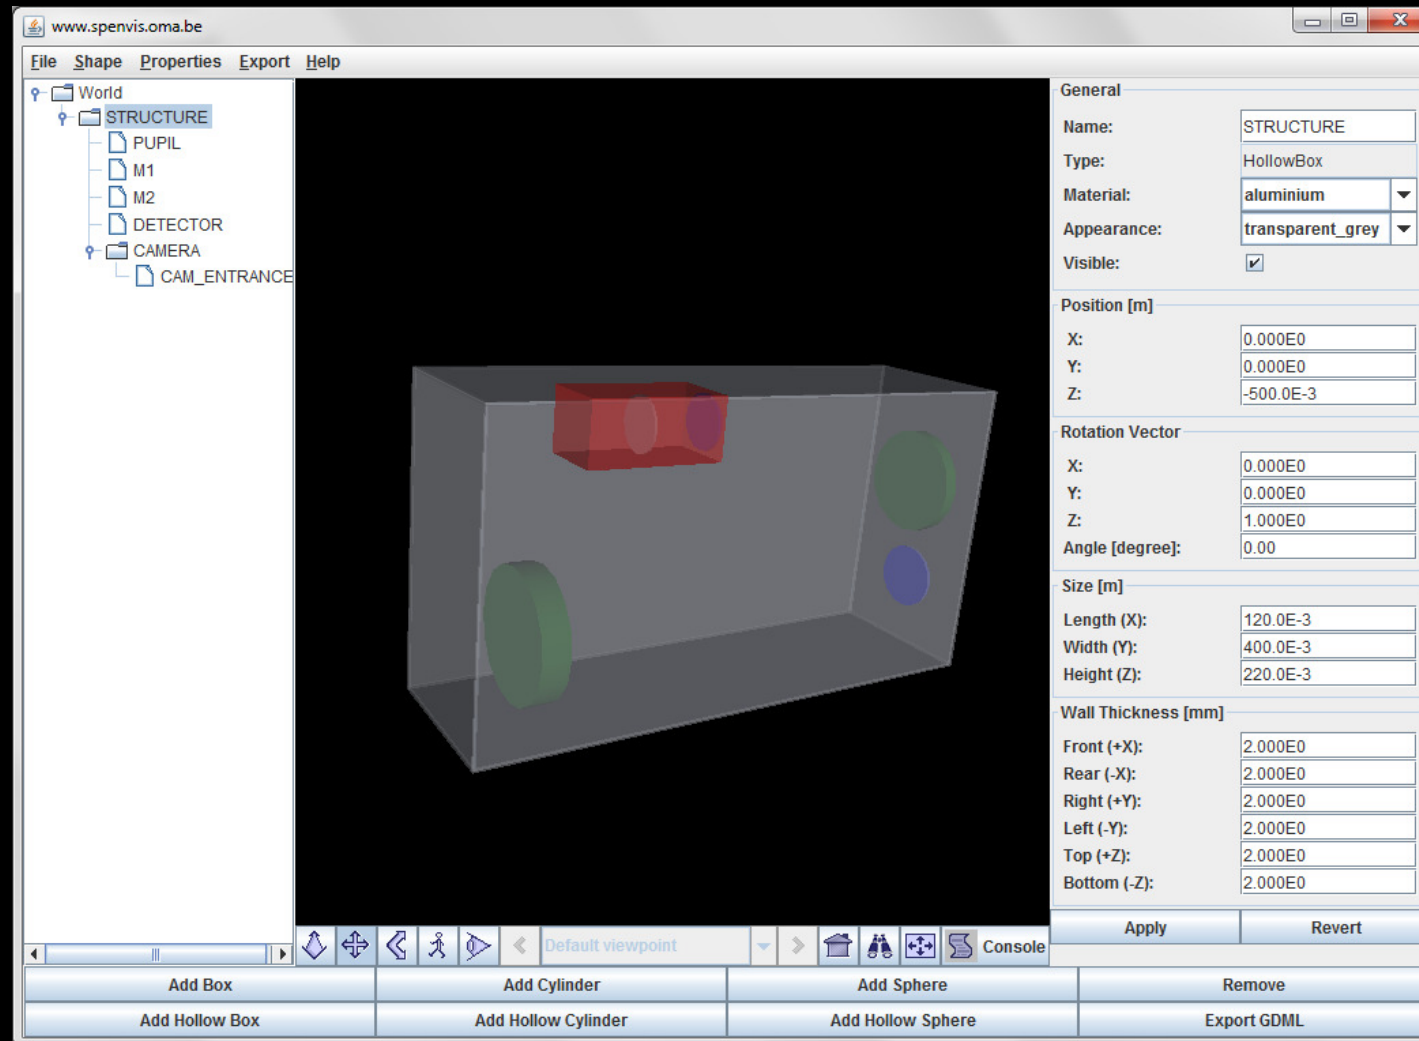 www.spenvis.oma.be
File Shape Properties Export Help
World
STRUCTURE
PUPIL
M1
M2
DETECTOR
CAMERA
CAM_ENTRANCE
General
Name: STRUCTURE
Type: HollowBox
Material: aluminium
Appearance: transparent_grey
Visible:
Position [m]
X: 0.000E0
Y: 0.000E0
Z: -500.0E-3
Rotation Vector
X: 0.000E0
Y: 0.000E0
Z: 1.000E0
Angle [degree]: 0.00
Size [m]
Length (X): 120.0E-3
Width (Y): 400.0E-3
Height (Z): 220.0E-3
Wall Thickness [mm]
Front (+X): 2.000E0
Rear (-X): 2.000E0
Right (+Y): 2.000E0
Left (-Y): 2.000E0
Top (+Z): 2.000E0
Bottom (-Z): 2.000E0
Apply Revert
Default viewpoint Console
Add Box Add Cylinder Add Sphere Remove
Add Hollow Box Add Hollow Cylinder Add Hollow Sphere Export GDML